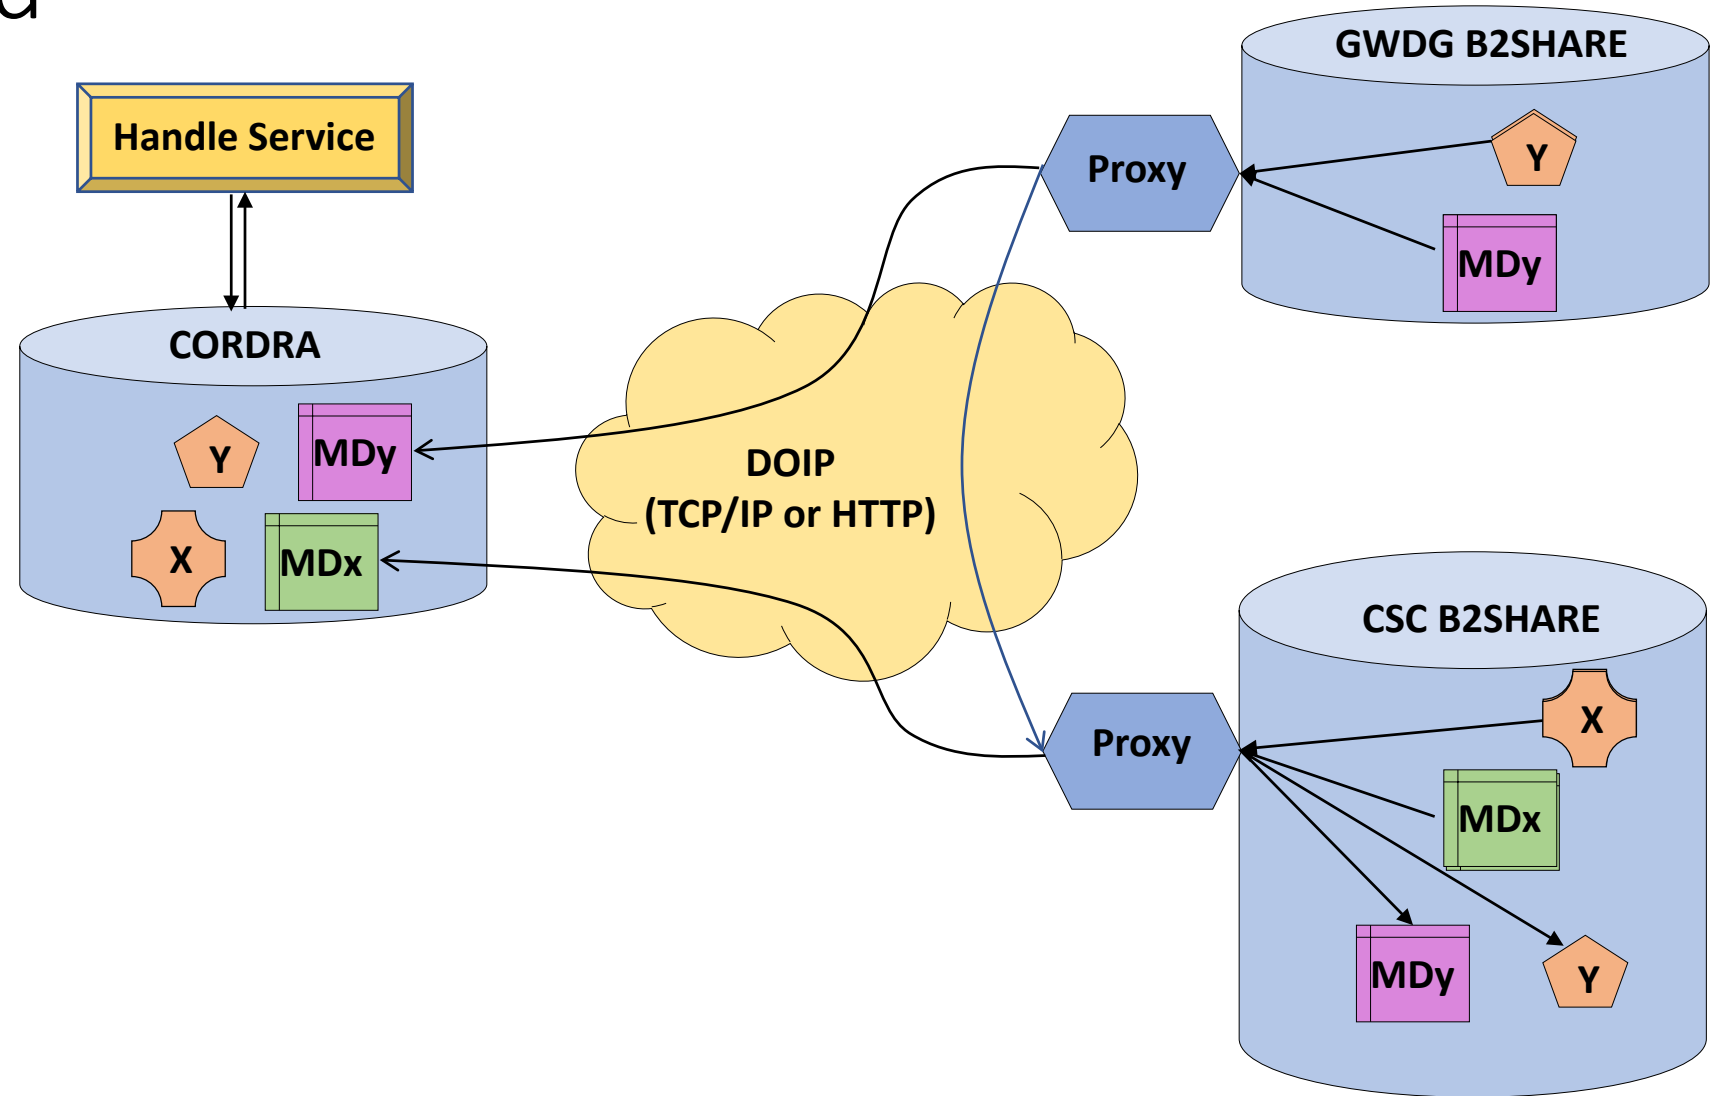 GWDG B2SHARE
Handle Service
Proxy
Y
MDy
CORDRA
Y
MDy
X
MDx
DOIP
(TCP/IP or HTTP)
CSC B2SHARE
Proxy
X
MDx
MDy
Y